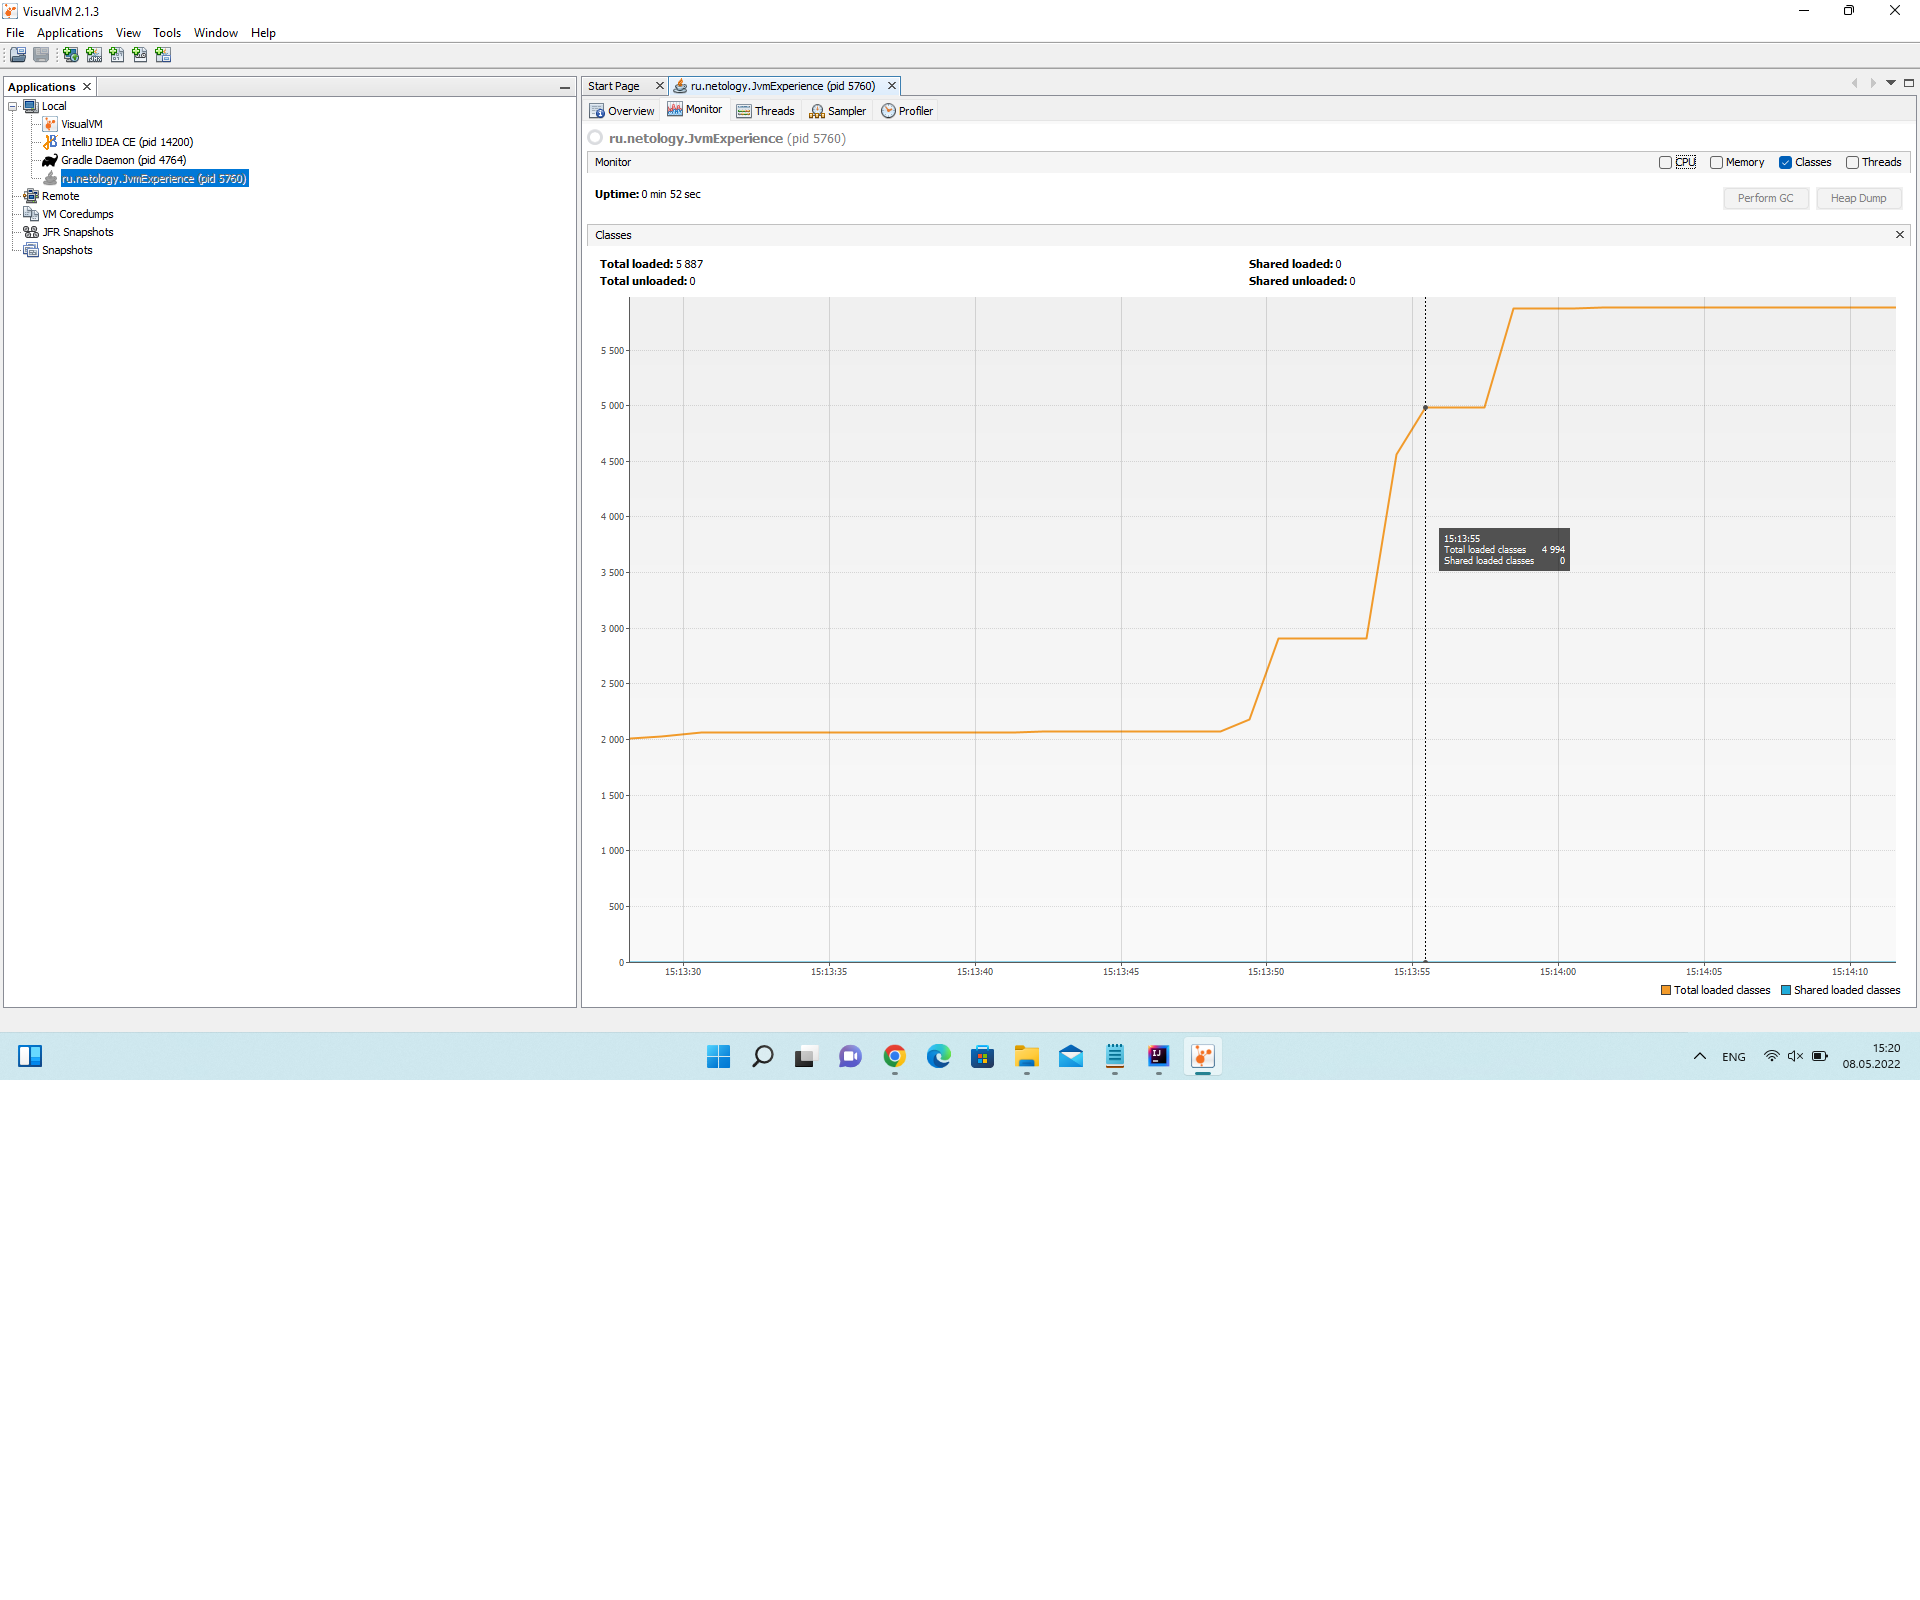 VisualVM 2.1.3
File Applications View Tools Window Help
Applications
Local
VisualVM
IntelliJ IDEA CE (pid 14200)
Gradle Daemon (pid 4764)
ru.netology.JvmExperience (pid 5760)
Remote
VM Coredumps
JFR Snapshots
Snapshots
Start Page ru.netology.JvmExperience (pid 5760)
Overview Monitor Threads Sampler Profiler
ru.netology.JvmExperience (pid 5760)
Monitor CPU Memory Classes Threads
Uptime: 0 min 52 sec Perform GC Heap Dump
Classes
Total loaded: 5 887 Shared loaded: 0
Total unloaded: 0 Shared unloaded: 0
5 500
5 000
4 500
4 000
3 500
3 000
2 500
2 000
1 500
1 000
500
0
15:13:55
Total loaded classes 4 994
Shared loaded classes 0
15:13:30 15:13:35 15:13:40 15:13:45 15:13:50 15:13:55 15:14:00 15:14:05 15:14:10
Total loaded classes Shared loaded classes
ENG 15:20
08.05.2022